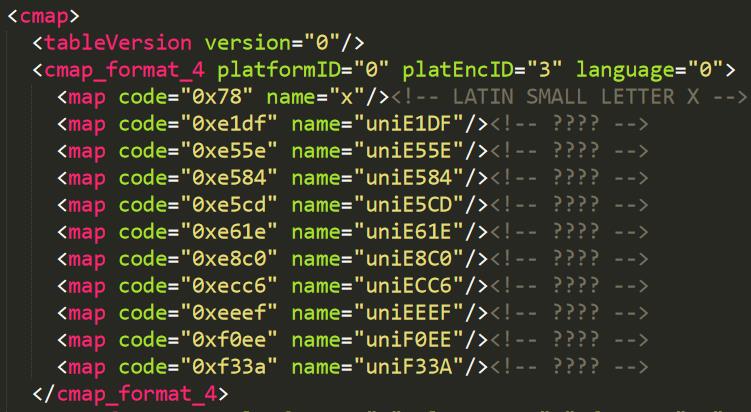 <cmap>
<tableVersion version="0"/>
<cmap_format_4 platformID="0" platEncID="3" language="0">
<map code="0x78" name="x"/><!-- LATIN SMALL LETTER X -->
<map code="0xe1df" name="uniE1DF"/><!-- ???? -->
<map code="0xe55e" name="uniE55E"/><!-- ???? -->
<map code="0xe584" name="uniE584"/><!-- ???? -->
<map code="0xe5cd" name="uniE5CD"/><!-- ???? -->
<map code="0xe61e" name="uniE61E"/><!-- ???? -->
<map code="0xe8c0" name="uniE8C0"/><!-- ???? -->
<map code="0xecc6" name="uniECC6"/><!-- ???? -->
<map code="0xeeef" name="uniEEEF"/><!-- ???? -->
<map code="0xf0ee" name="uniF0EE"/><!-- ???? -->
<map code="0xf33a" name="uniF33A"/><!-- ???? -->
</cmap_format_4>